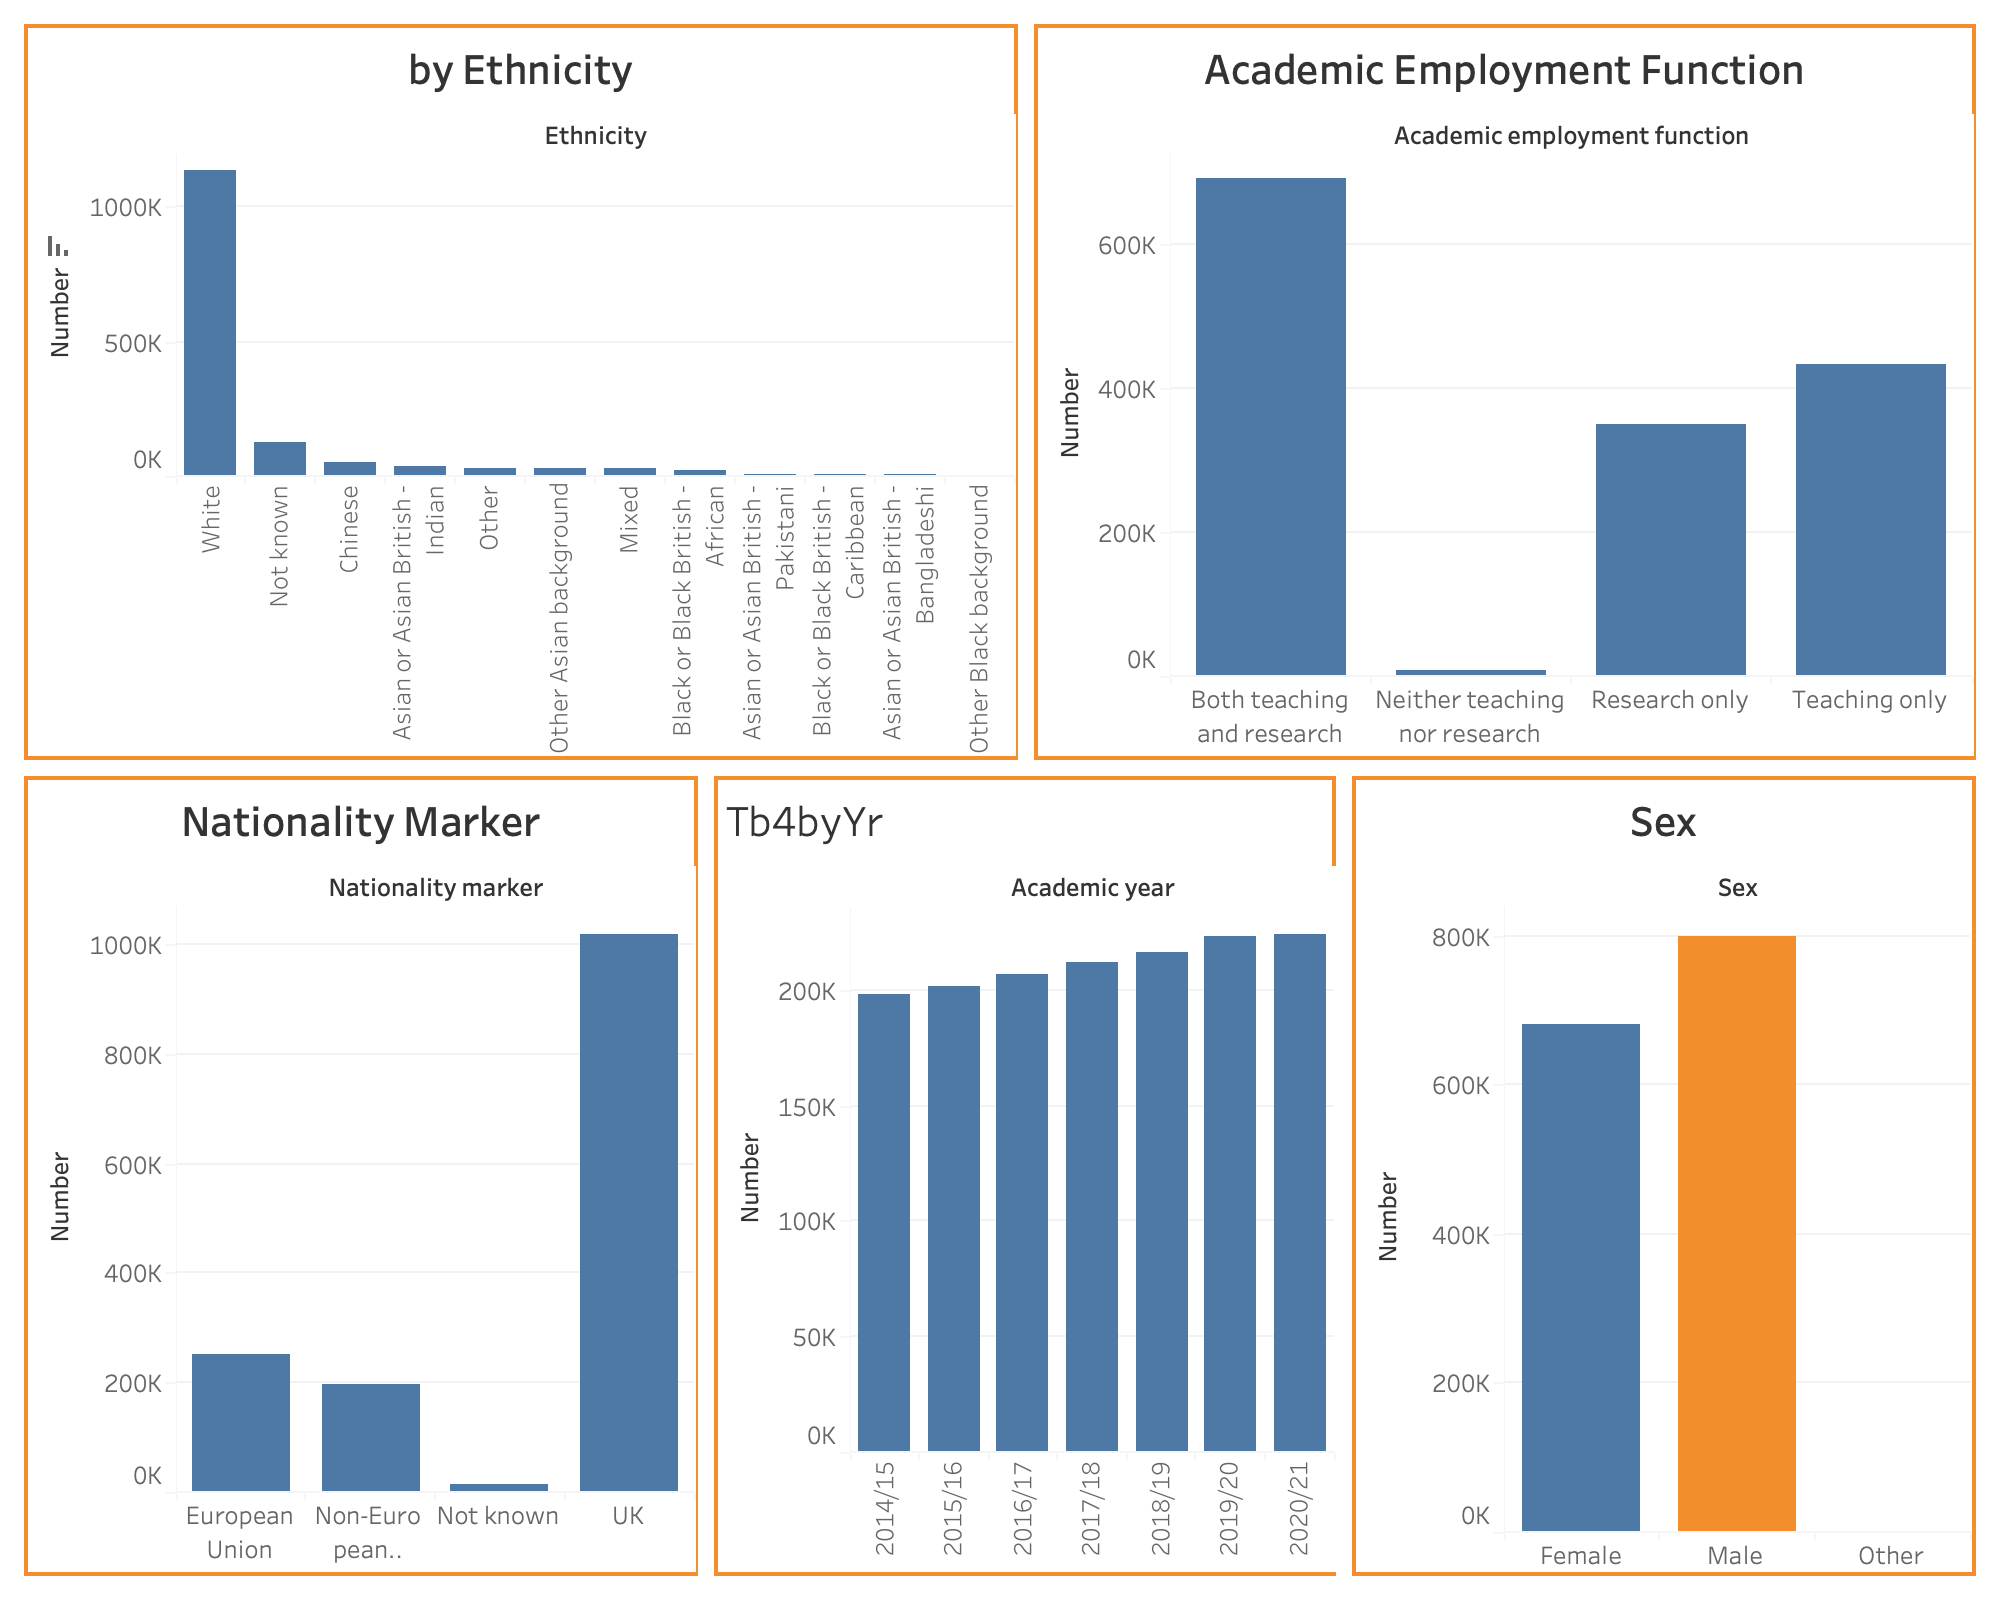 by Ethnicity
Ethnicity
Number
1000K
500K
0K
White
Not known
Chinese
Asian or Asian British -
Indian
Other
Other Asian background
Mixed
Black or Black British -
African
Asian or Asian British -
Pakistani
Black or Black British -
Caribbean
Asian or Asian British -
Bangladeshi
Other Black background
Academic Employment Function
Academic employment function
Number
600K
400K
200K
0K
Both teaching
and research
Neither teaching
nor research
Research only
Teaching only
Nationality Marker
Nationality marker
Number
1000K
800K
600K
400K
200K
0K
European
Union
Non-Euro
pean..
Not known
UK
Tb4byYr
Academic year
Number
200K
150K
100K
50K
0K
2014/15
2015/16
2016/17
2017/18
2018/19
2019/20
2020/21
Sex
Sex
Number
800K
600K
400K
200K
0K
Female
Male
Other